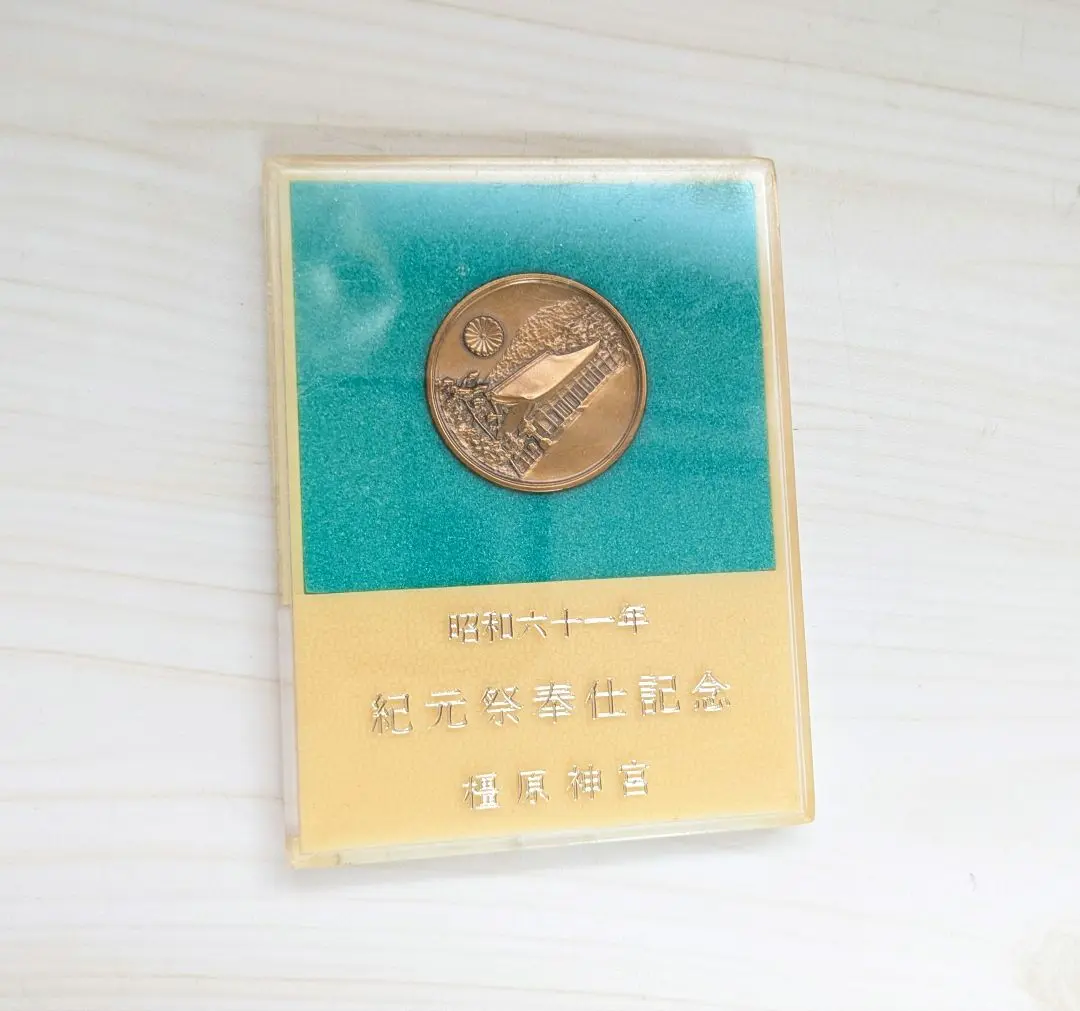 昭和六十一年
紀元祭奉仕記念
橿原神宮